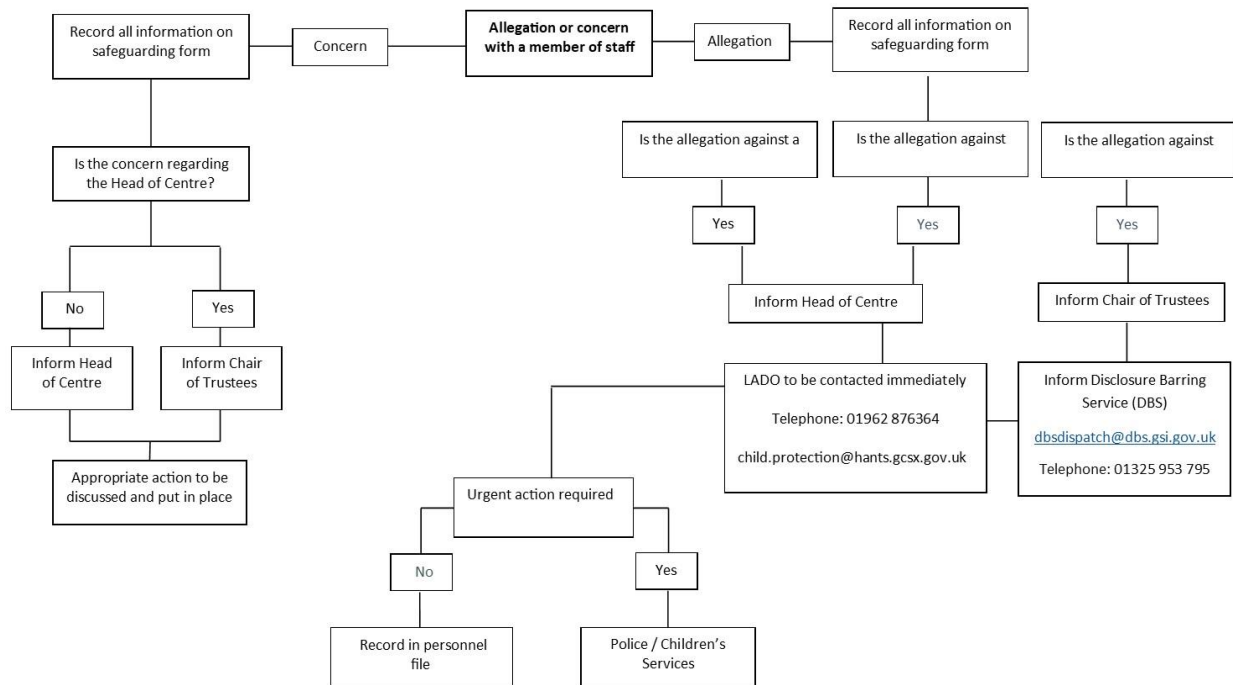 Record all information on
safeguarding form
Concern
Allegation or concern
with a member of staff
Allegation
Record all information on
safeguarding form
Is the concern regarding
the Head of Centre?
No
Yes
Inform Head
of Centre
Inform Chair
of Trustees
Appropriate action to be
discussed and put in place
Is the allegation against a
Is the allegation against
Is the allegation against
Yes
Yes
Yes
Inform Head of Centre
Inform Chair of Trustees
LADO to be contacted immediately
Telephone: 01962 876364
child.protection@hants.gcsx.gov.uk
Inform Disclosure Barring
Service (DBS)
dbsdispatch@dbs.gsi.gov.uk
Telephone: 01325 953 795
Urgent action required
No
Yes
Record in personnel
file
Police / Children's
Services